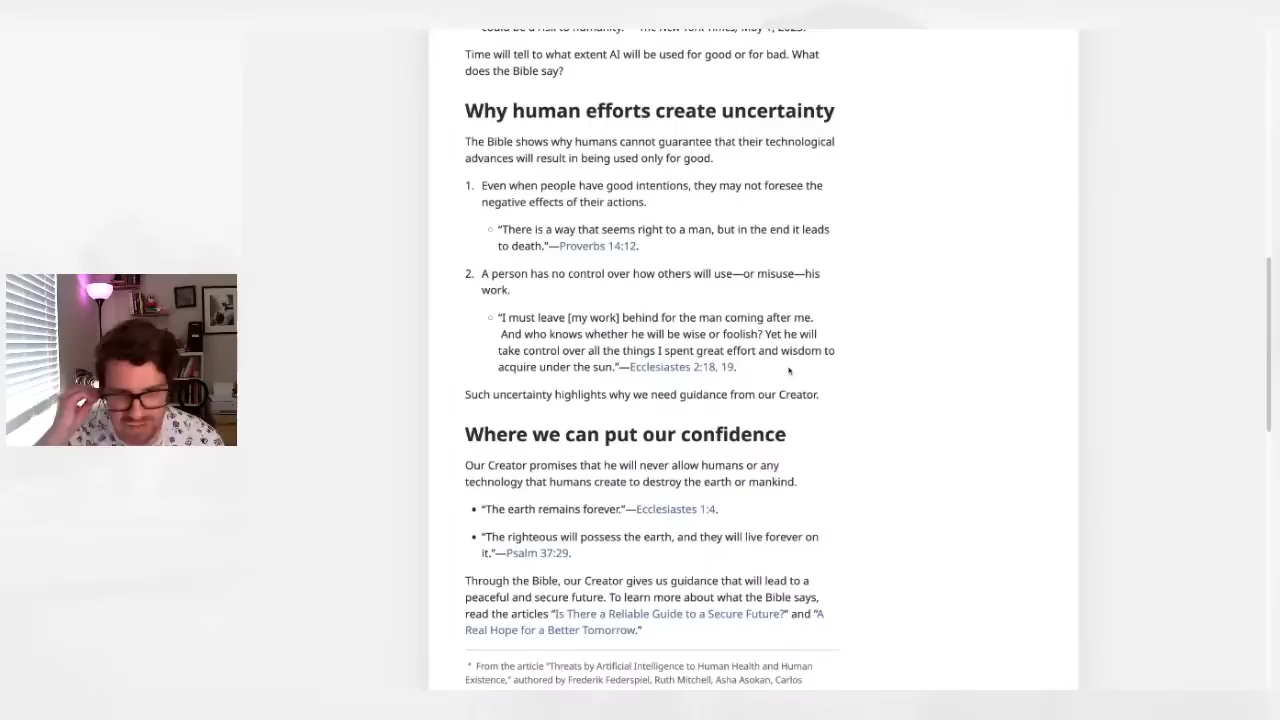 could be a risk to humanity."—The New York Times, May 1, 2023.
Time will tell to what extent AI will be used for good or for bad. What
does the Bible say?
Why human efforts create uncertainty
The Bible shows why humans cannot guarantee that their technological
advances will result in being used only for good.
1. Even when people have good intentions, they may not foresee the
negative effects of their actions.
○ “There is a way that seems right to a man, but in the end it leads
to death.”—Proverbs 14:12.
2. A person has no control over how others will use—or misuse—his
work.
○ “I must leave [my work] behind for the man coming after me.
And who knows whether he will be wise or foolish? Yet he will
take control over all the things I spent great effort and wisdom to
acquire under the sun.”—Ecclesiastes 2:18, 19.
Such uncertainty highlights why we need guidance from our Creator.
Where we can put our confidence
Our Creator promises that he will never allow humans or any
technology that humans create to destroy the earth or mankind.
• “The earth remains forever.”—Ecclesiastes 1:4.
• “The righteous will possess the earth, and they will live forever on
it.”—Psalm 37:29.
Through the Bible, our Creator gives us guidance that will lead to a
peaceful and secure future. To learn more about what the Bible says,
read the articles “Is There a Reliable Guide to a Secure Future?” and “A
Real Hope for a Better Tomorrow.”
* From the article “Threats by Artificial Intelligence to Human Health and Human
Existence,” authored by Frederik Federspiel, Ruth Mitchell, Asha Asokan, Carlos